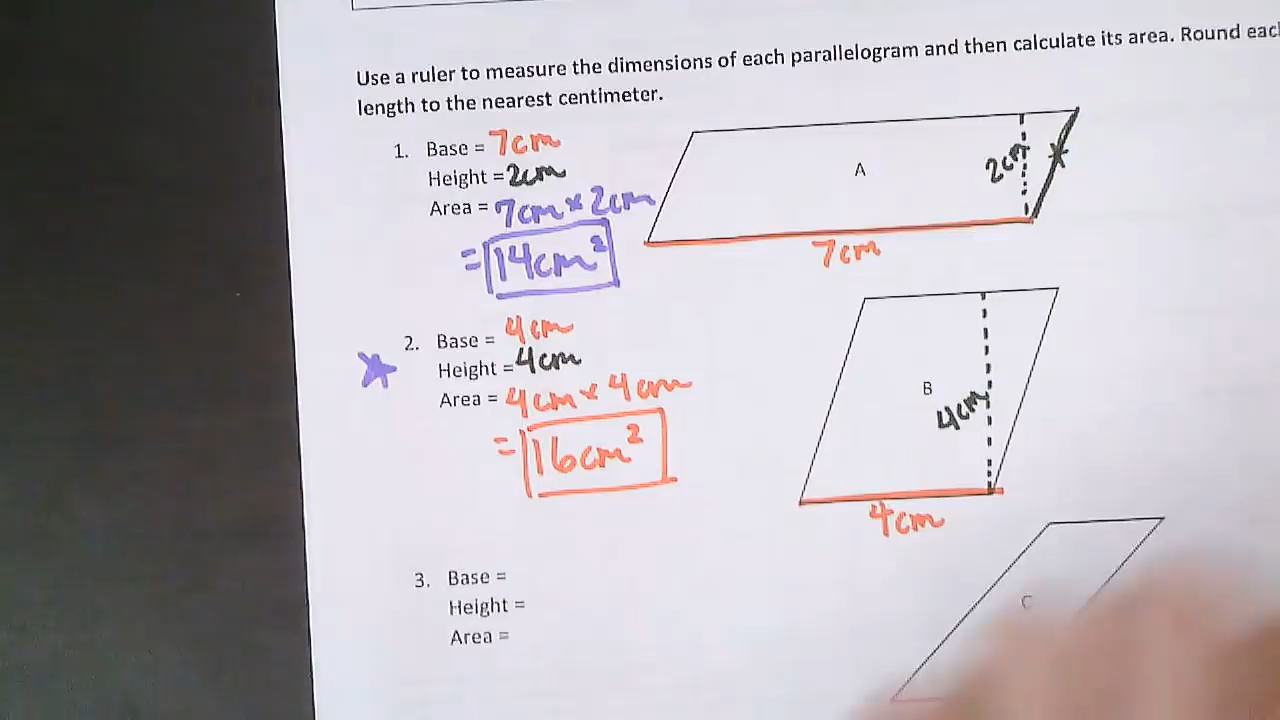 Use a ruler to measure the dimensions of each parallelogram and then calculate its area. Round
length to the nearest centimeter.
1. Base = 7cm
Height = 2cm
Area = 7cm × 2cm
= 14cm²
A
2cm
7cm
2. Base = 4cm
Height = 4cm
Area = 4cm × 4cm
= 16cm²
B
4cm
4cm
3. Base =
Height =
Area =
C